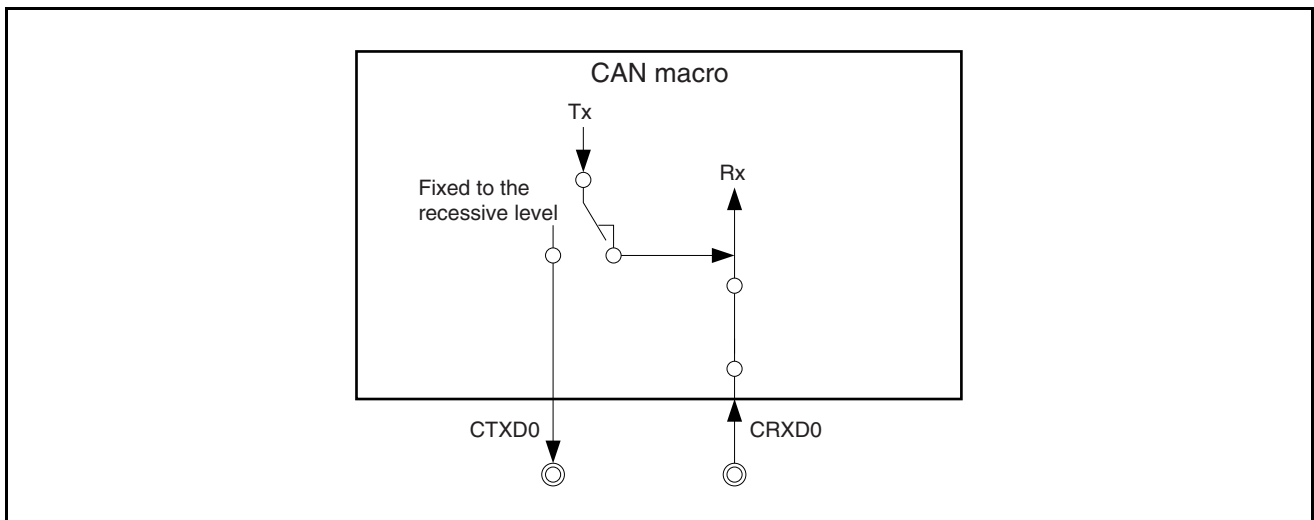 CAN macro
Tx
Rx
Fixed to the
recessive level
CTXD0
CRXD0